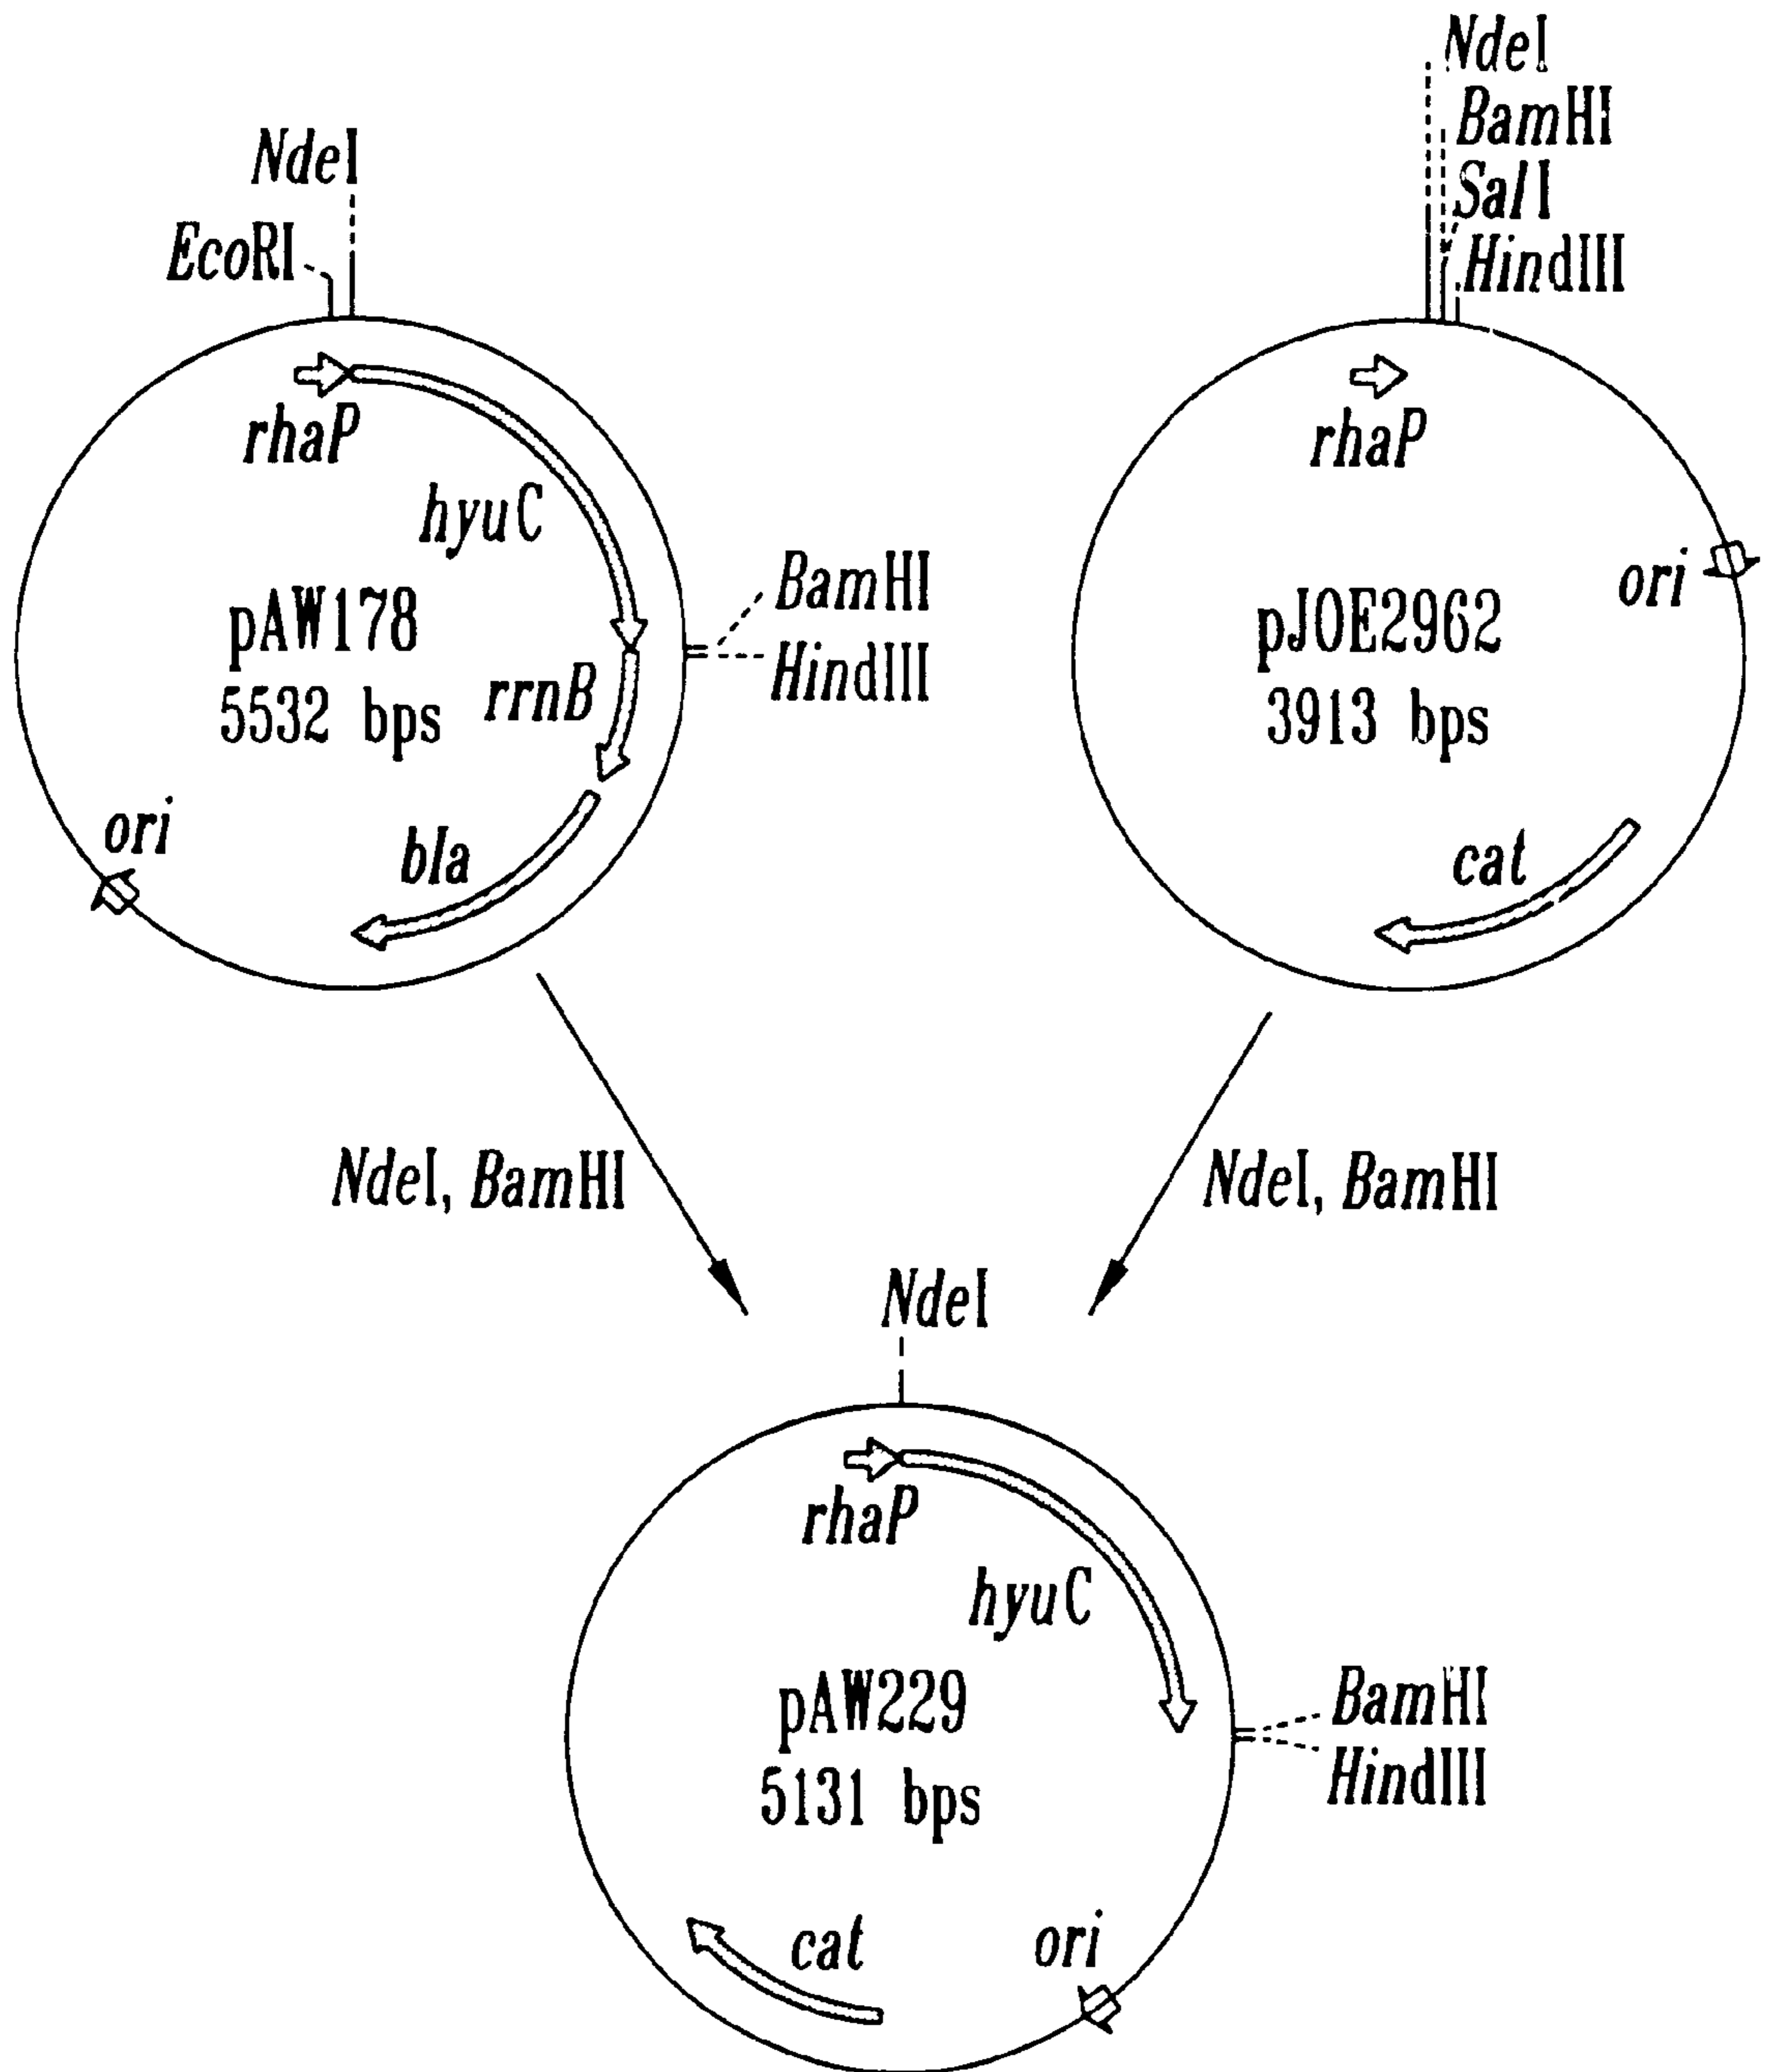 NdeI
EcoRI
rhaP
hyuC
pAW178
5532 bps
rrnB
bla
ori
BamHI
HindIII
NdeI
BamHI
SalI
HindIII
rhaP
ori
pJOE2962
3913 bps
cat
NdeI, BamHI
NdeI, BamHI
NdeI
rhaP
hyuC
pAW229
5131 bps
BamHI
HindIII
cat
ori